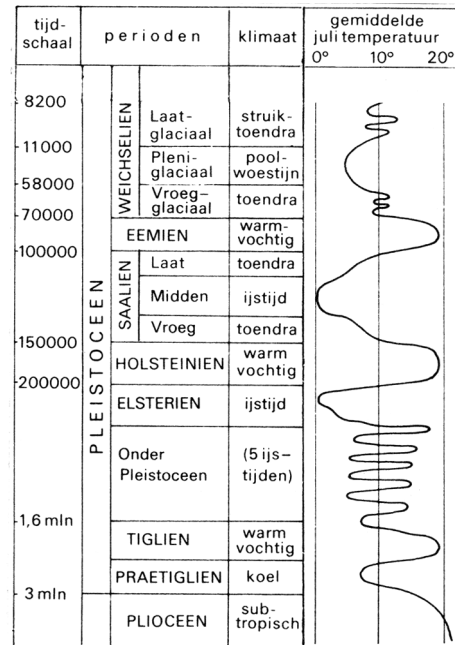 tijd-
schaal
perioden
klimaat
gemiddelde
juli temperatuur
0° 10° 20°
8200
11000
58000
70000
100000
150000
200000
1,6 mln
3 mln
PLEISTOCEEN
WEICHSELIEN
Laat-
glaciaal
struik-
toendra
Pleni-
glaciaal
pool-
woestijn
Vroeg-
glaciaal
toendra
EEMIEN
warm-
vochtig
SAALIEN
Laat
toendra
Midden
ijstijd
Vroeg
toendra
HOLSTEINIEN
warm
vochtig
ELSTERIEN
ijstijd
Onder
Pleistoceen
(5 ijs-
tijden)
TIGLIEN
warm
vochtig
PRAETIGLIEN
koel
PLIOCEEN
sub-
tropisch